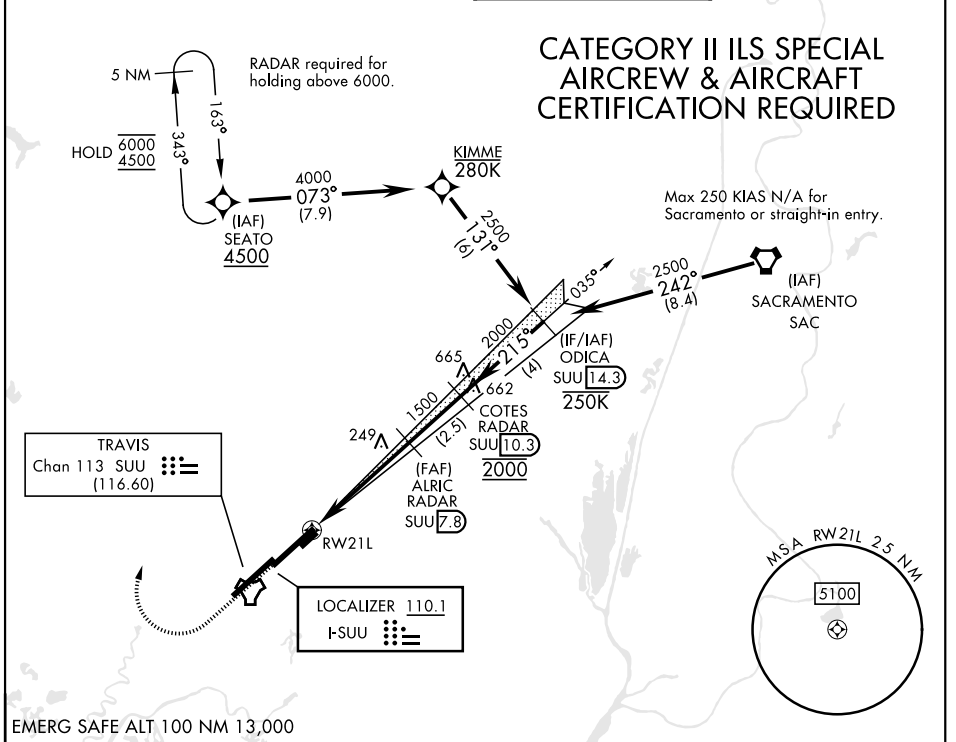 CATEGORY II ILS SPECIAL
AIRCREW & AIRCRAFT
CERTIFICATION REQUIRED
5 NM
RADAR required for
holding above 6000.
163°
343°
HOLD 6000
4500
(IAF)
SEATO
4500
4000
073°
(7.9)
KIMME
280K
2500
131°
(6)
Max 250 KIAS N/A for
Sacramento or straight-in entry.
035°
2500
242°
(8.4)
(IAF)
SACRAMENTO
SAC
2000
215°
(4)
(IF/IAF)
ODICA
SUU 14.3
250K
665
662
1500
(2.5)
COTES
RADAR
SUU 10.3
2000
249
(FAF)
ALRIC
RADAR
SUU 7.8
TRAVIS
Chan 113 SUU
(116.60)
RW21L
LOCALIZER 110.1
I-SUU
MSA RW21L 25 NM
5100
EMERG SAFE ALT 100 NM 13,000